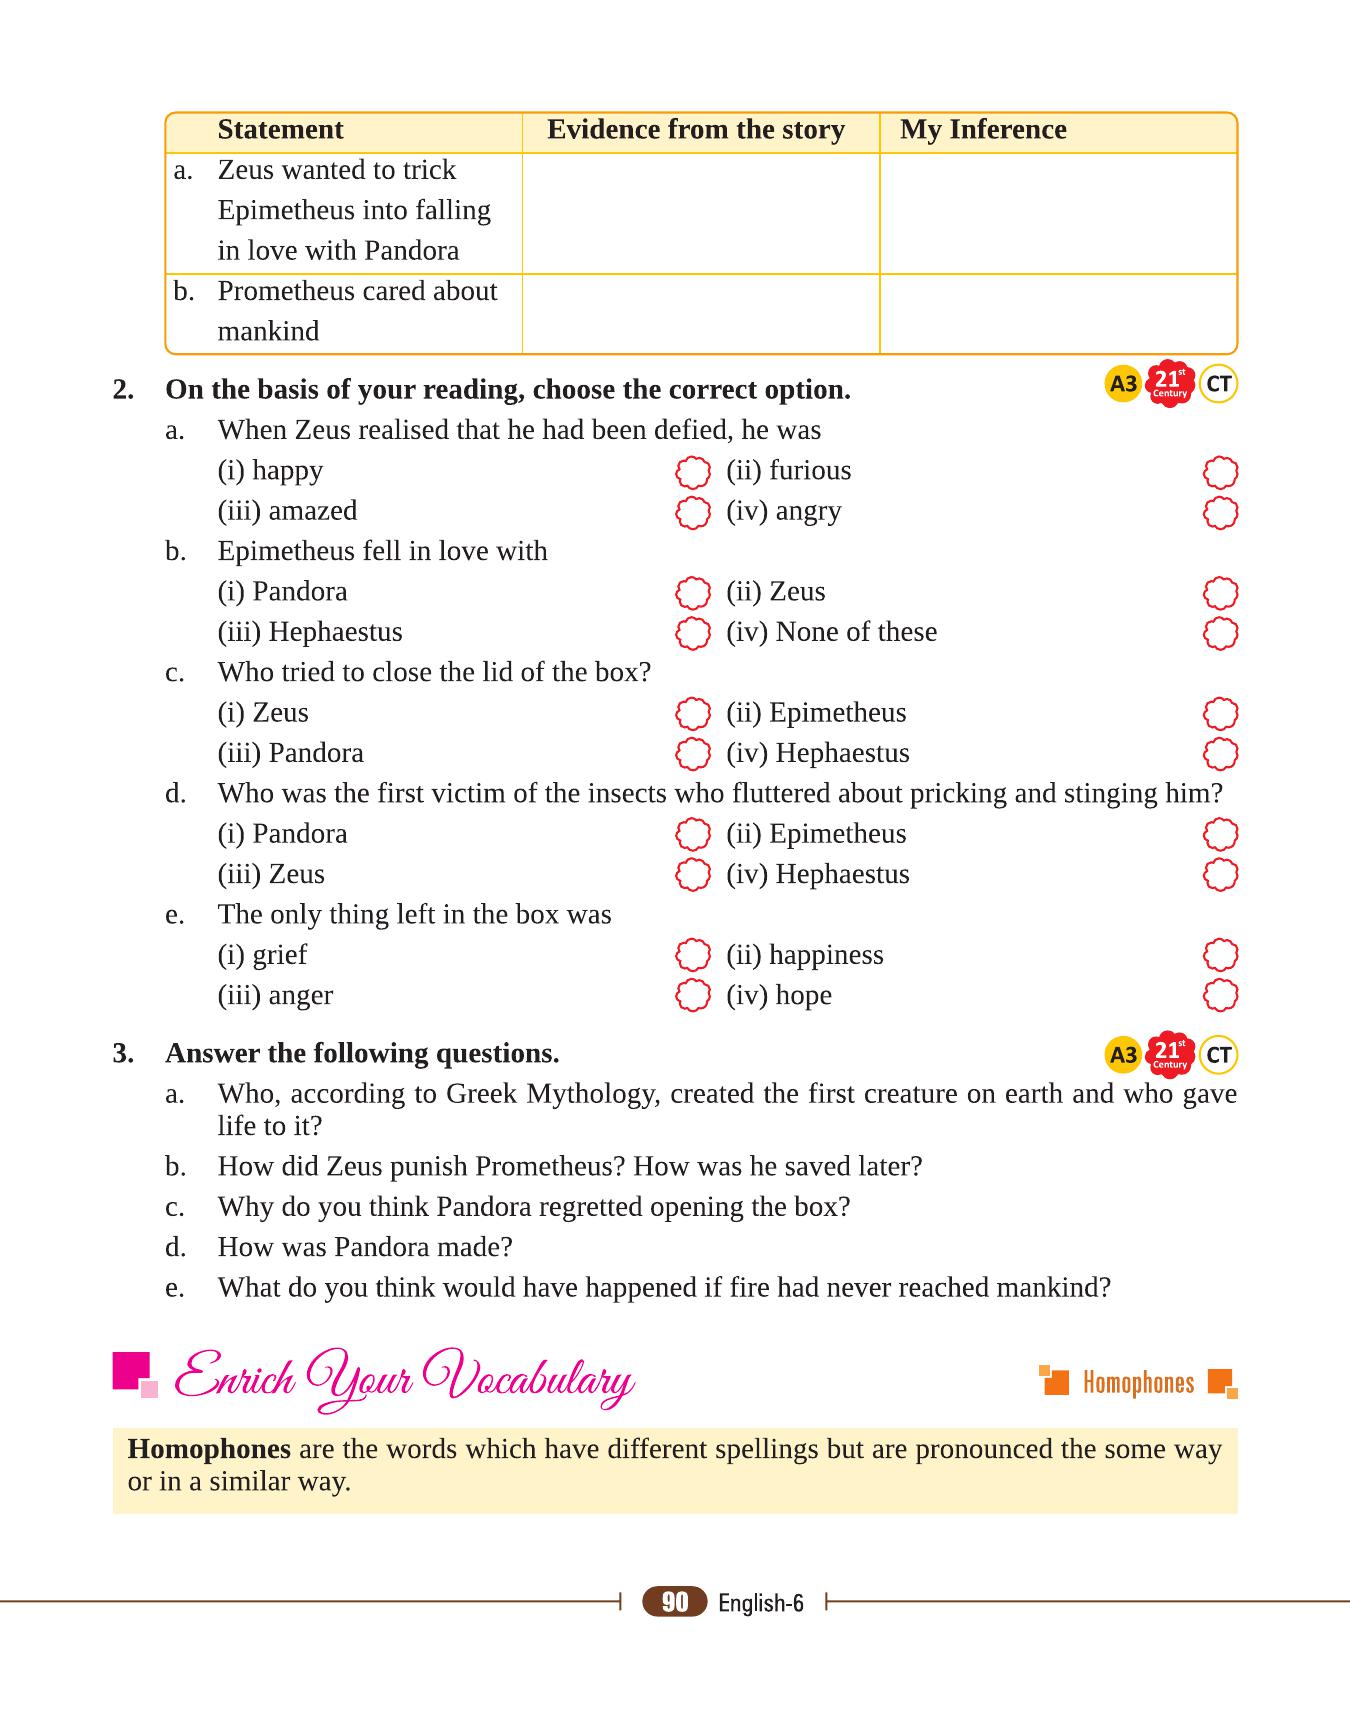 Statement Evidence from the story My Inference
a. Zeus wanted to trick
Epimetheus into falling
in love with Pandora
b. Prometheus cared about
mankind
2. On the basis of your reading, choose the correct option. A3 21st Century CT
a. When Zeus realised that he had been defied, he was
(i) happy (ii) furious
(iii) amazed (iv) angry
b. Epimetheus fell in love with
(i) Pandora (ii) Zeus
(iii) Hephaestus (iv) None of these
c. Who tried to close the lid of the box?
(i) Zeus (ii) Epimetheus
(iii) Pandora (iv) Hephaestus
d. Who was the first victim of the insects who fluttered about pricking and stinging him?
(i) Pandora (ii) Epimetheus
(iii) Zeus (iv) Hephaestus
e. The only thing left in the box was
(i) grief (ii) happiness
(iii) anger (iv) hope
3. Answer the following questions. A3 21st Century CT
a. Who, according to Greek Mythology, created the first creature on earth and who gave
life to it?
b. How did Zeus punish Prometheus? How was he saved later?
c. Why do you think Pandora regretted opening the box?
d. How was Pandora made?
e. What do you think would have happened if fire had never reached mankind?
Enrich Your Vocabulary Homophones
Homophones are the words which have different spellings but are pronounced the some way
or in a similar way.
90 English-6